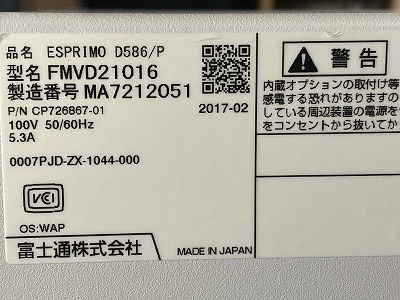 品名 ESPRIMO D586/P
型名 FMVD21016
製造番号 MA7212051
P/N CP726867-01
2017-02
100V 50/60Hz
5.3A
0007PJD-ZX-1044-000
VCI
OS:WAP
MADE IN JAPAN
富士通株式会社
警告
内蔵オプションの取付け等
感電する恐れがありますの
している周辺装置の電源を
をコンセントから抜いてか